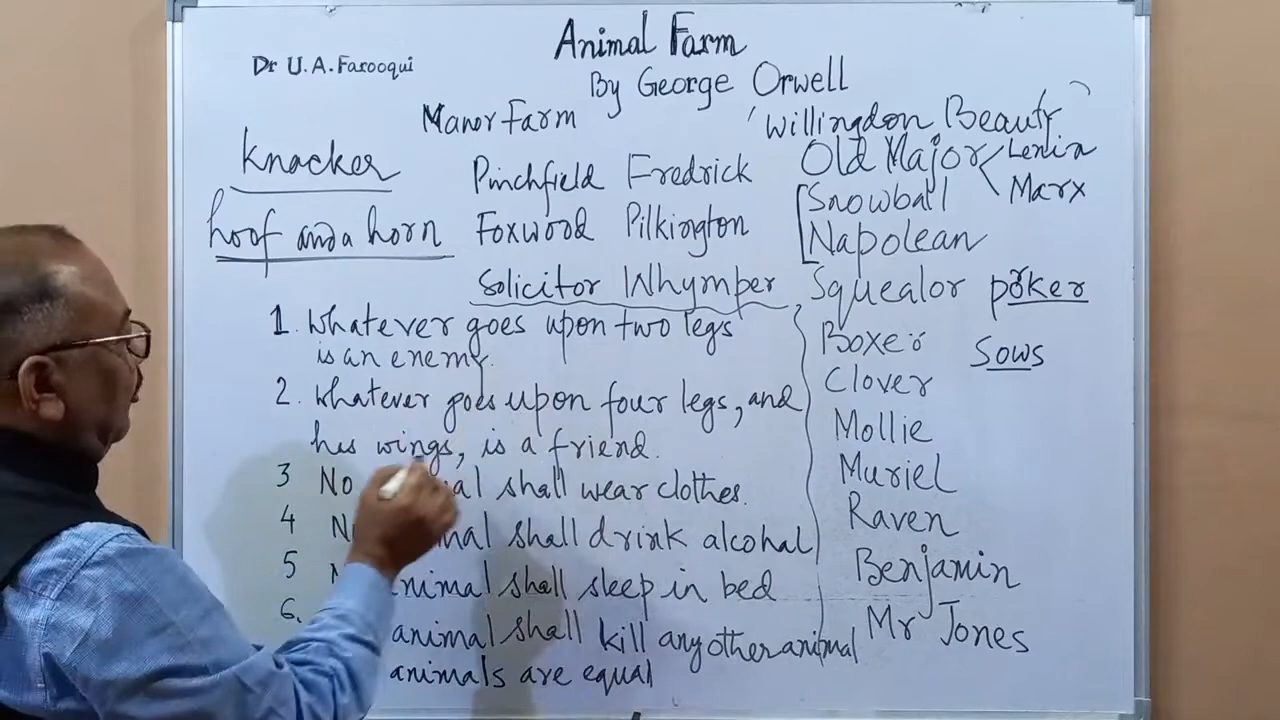 Animal Farm
Dr U.A. Farooqui
By George Orwell
Manor Farm
'Willingdon Beauty'
Knacker
Pinchfield Fredrick
Old Major Lenin
Marx
hoof and a horn
Foxwood Pilkington
Snowball
Napolean
Solicitor Whymper
Squealor porker
1. Whatever goes upon two legs
is an enemy.
Boxer
Sows
2. Whatever goes upon four legs, and
hes wings, is a friend.
Clover
Mollie
3 No al shall wear clothes.
Muriel
4 mal shall drink alcohal
Raven
5 nimal shall sleep in bed
Benjamin
6. animal shall kill any other animal
Mr Jones
animals are equal